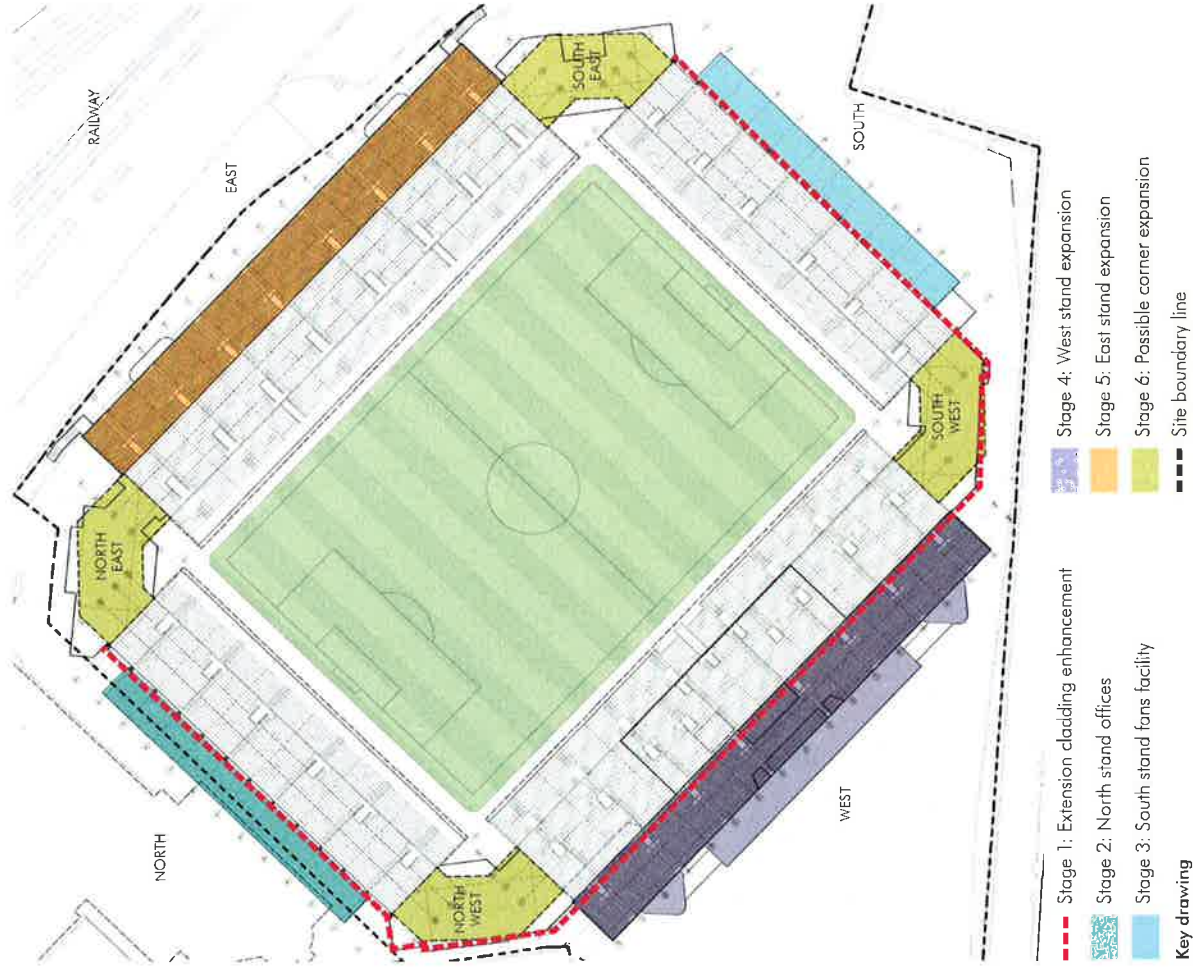 RAILWAY
EAST
SOUTH
EAST
SOUTH
NORTH
EAST
NORTH
SOUTH
WEST
NORTH
WEST
WEST
Stage 1: Extension cladding enhancement
Stage 2: North stand offices
Stage 3: South stand fans facility
Stage 4: West stand expansion
Stage 5: East stand expansion
Stage 6: Possible corner expansion
Site boundary line
Key drawing